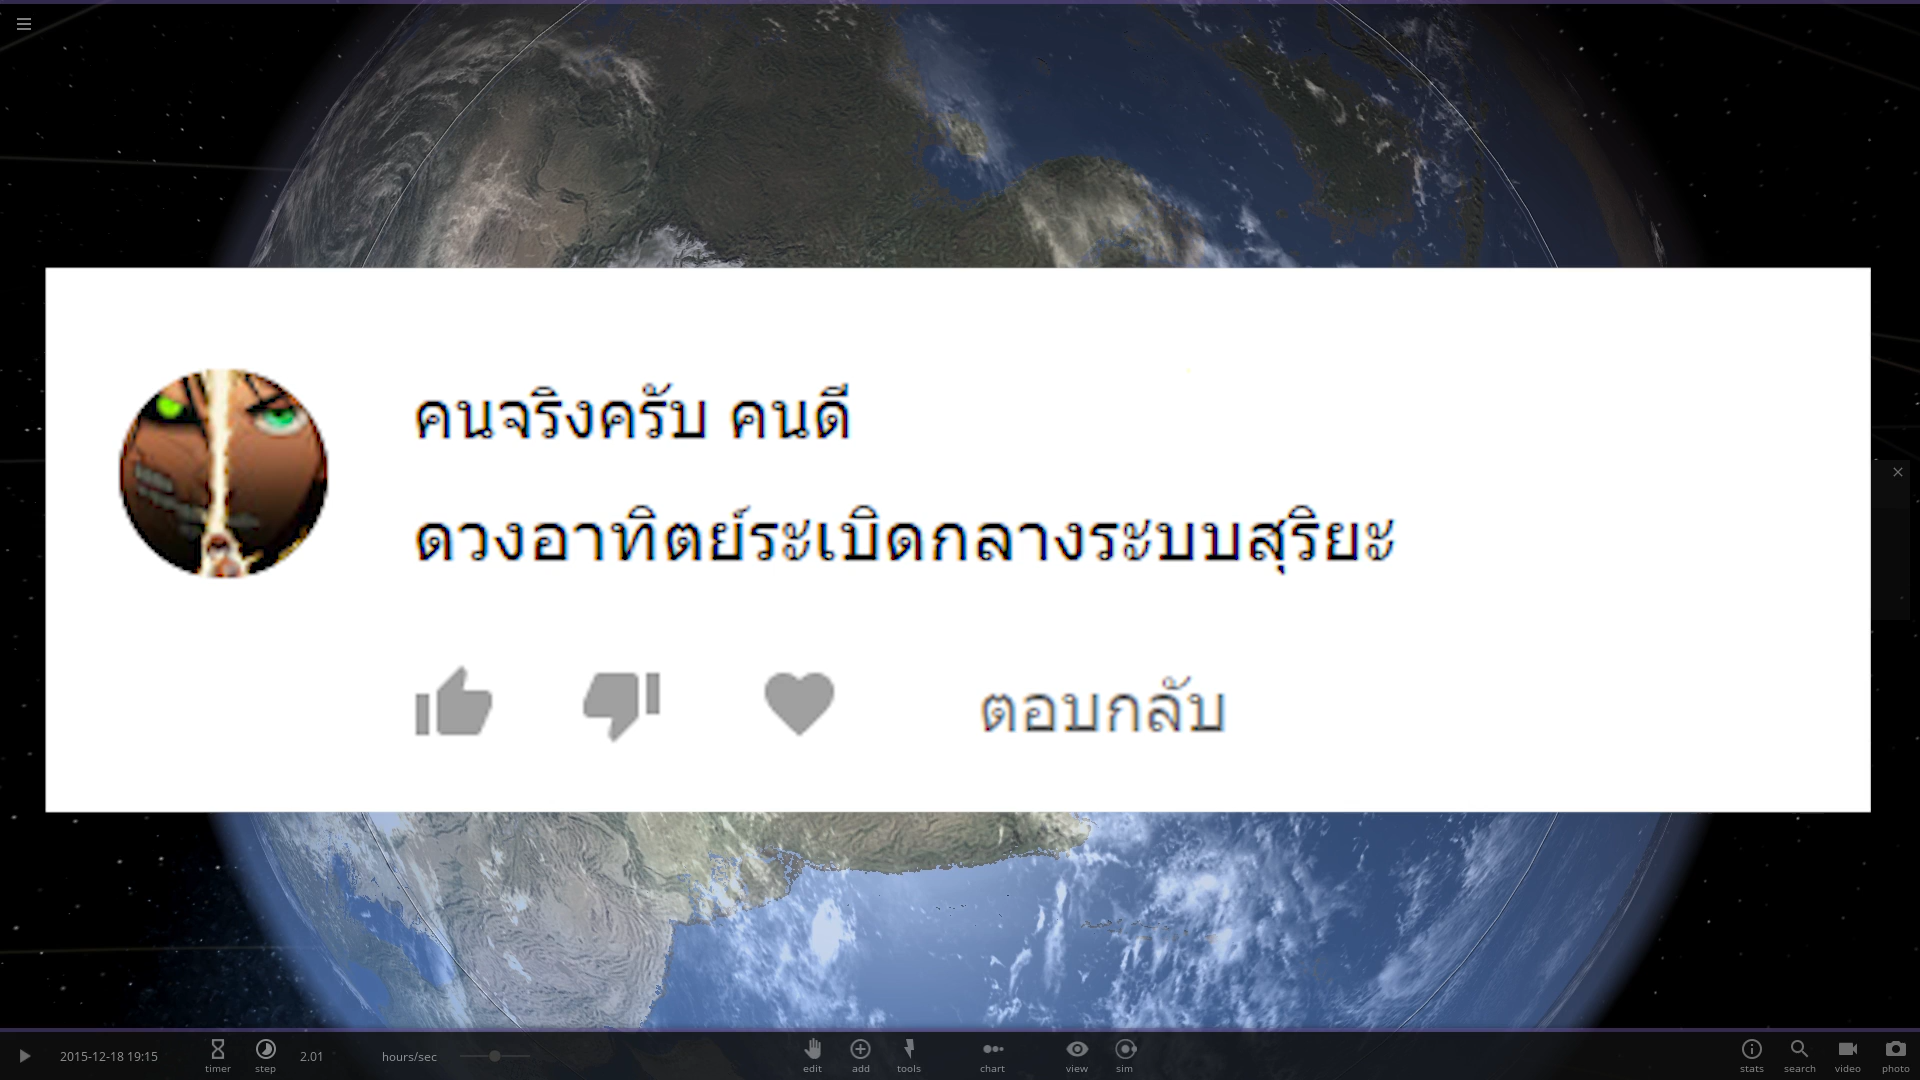 คนจริงครับ คนดี
ดวงอาทิตย์ระเบิดกลางระบบสุริยะ
ตอบกลับ
2015-12-18 19:15
timer
step
2.01
hours/sec
edit
add
tools
chart
view
sim
stats
search
video
photo